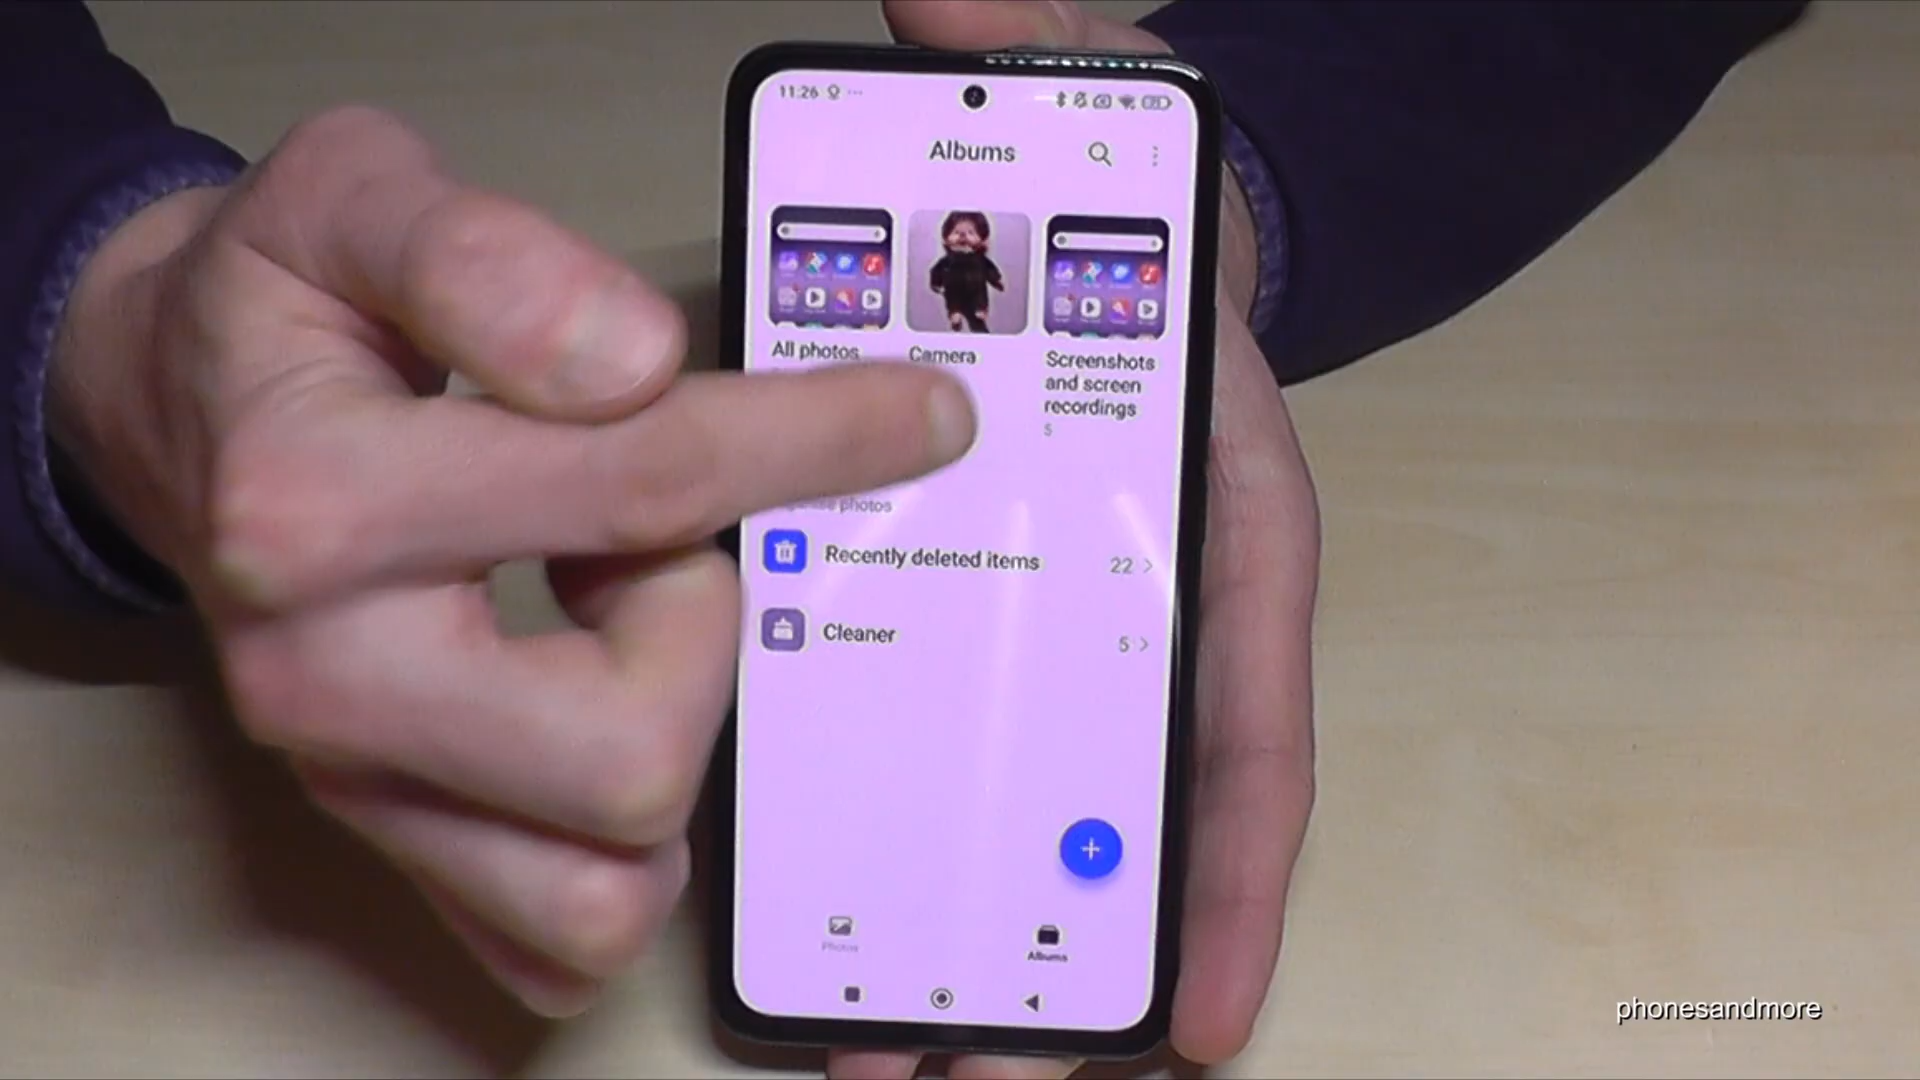 11:26
Albums
All photos
Camera
Screenshots
and screen
recordings
5
photos
Recently deleted items
22
Cleaner
5
Photos
Albums
phonesandmore